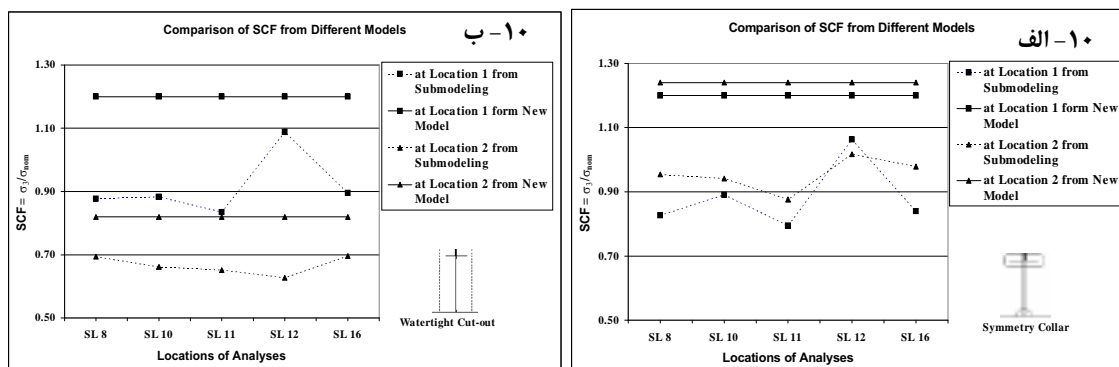 Comparison of SCF from Different Models
۱۰- ب
1.30
1.10
0.90
0.70
0.50
SCF = σ₃/σnom
SL 8
SL 10
SL 11
SL 12
SL 16
Locations of Analyses
at Location 1 from
Submodeling
at Location 1 form New
Model
at Location 2 from
Submodeling
at Location 2 from New
Model
Watertight Cut-out
Comparison of SCF from Different Models
۱۰- الف
1.30
1.10
0.90
0.70
0.50
SCF = σ₃/σnom
SL 8
SL 10
SL 11
SL 12
SL 16
Locations of Analyses
at Location 1 from
Submodeling
at Location 1 from New
Model
at Location 2 from
Submodeling
at Location 2 from New
Model
Symmetry Collar